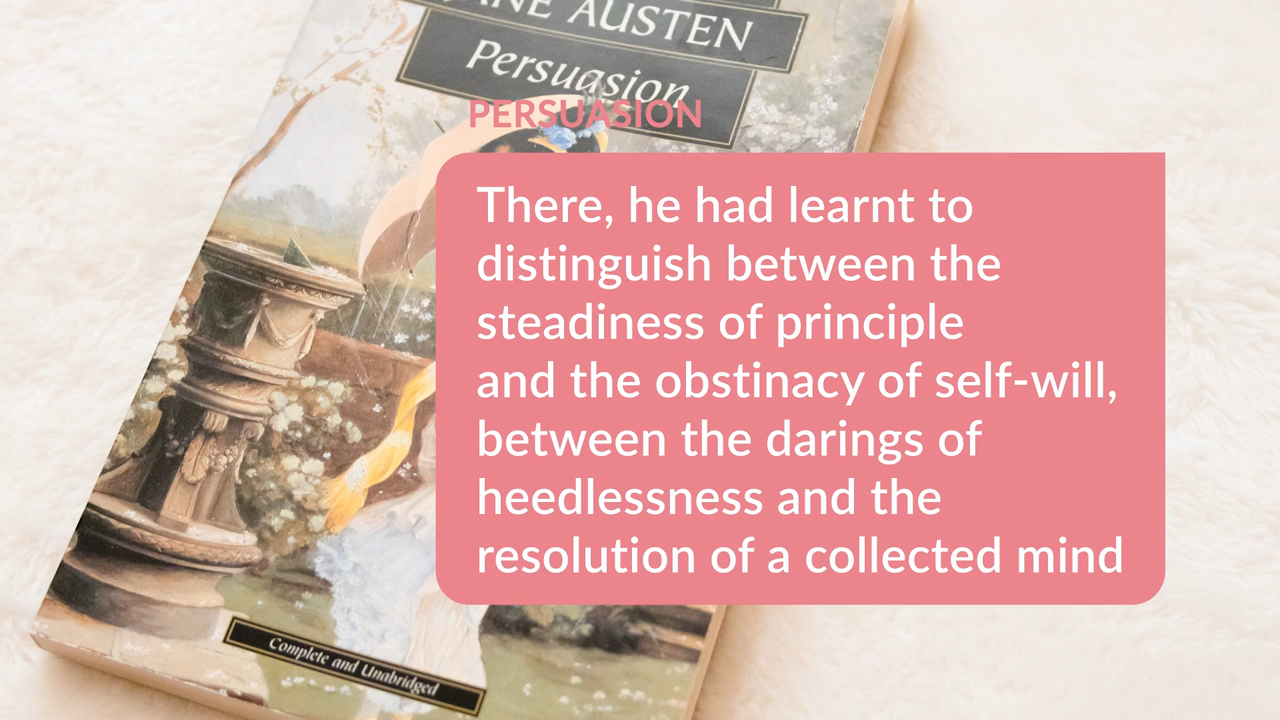 JANE AUSTEN
Persuasion
PERSUASION
There, he had learnt to
distinguish between the
steadiness of principle
and the obstinacy of self-will,
between the darings of
heedlessness and the
resolution of a collected mind
Complete and Unabridged